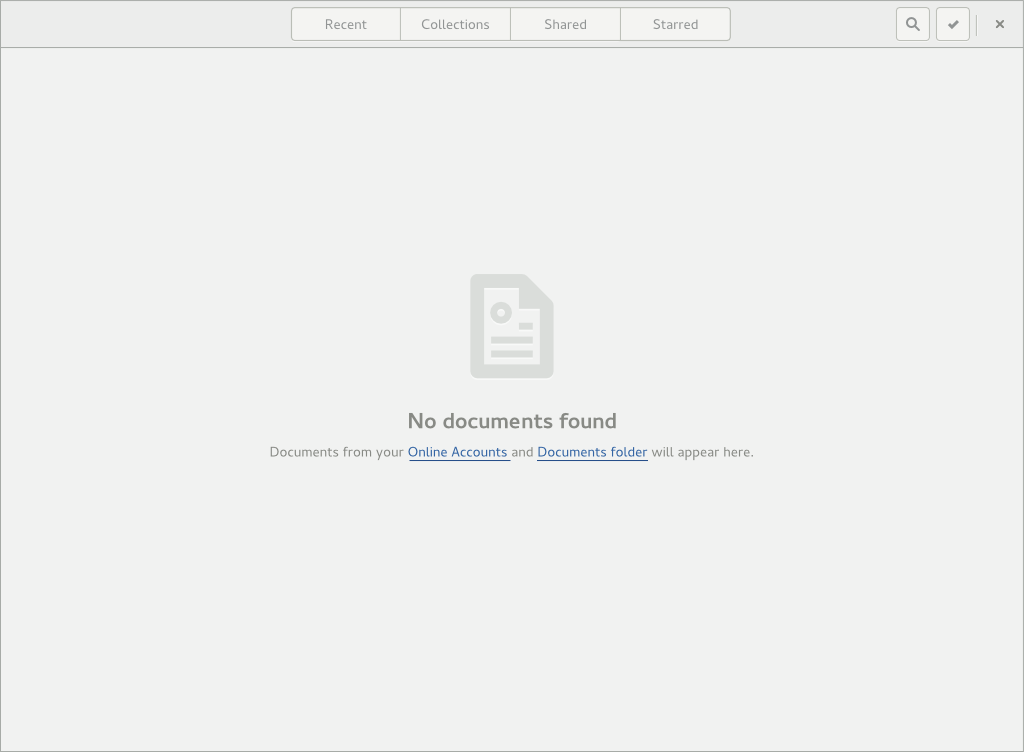 Recent Collections Shared Starred
No documents found
Documents from your Online Accounts and Documents folder will appear here.